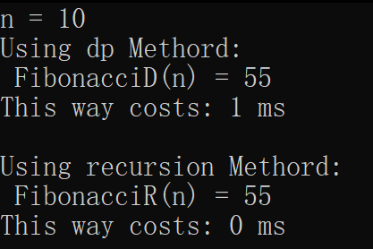 n = 10
Using dp Methord:
 FibonacciD(n) = 55
This way costs: 1 ms

Using recursion Methord:
 FibonacciR(n) = 55
This way costs: 0 ms